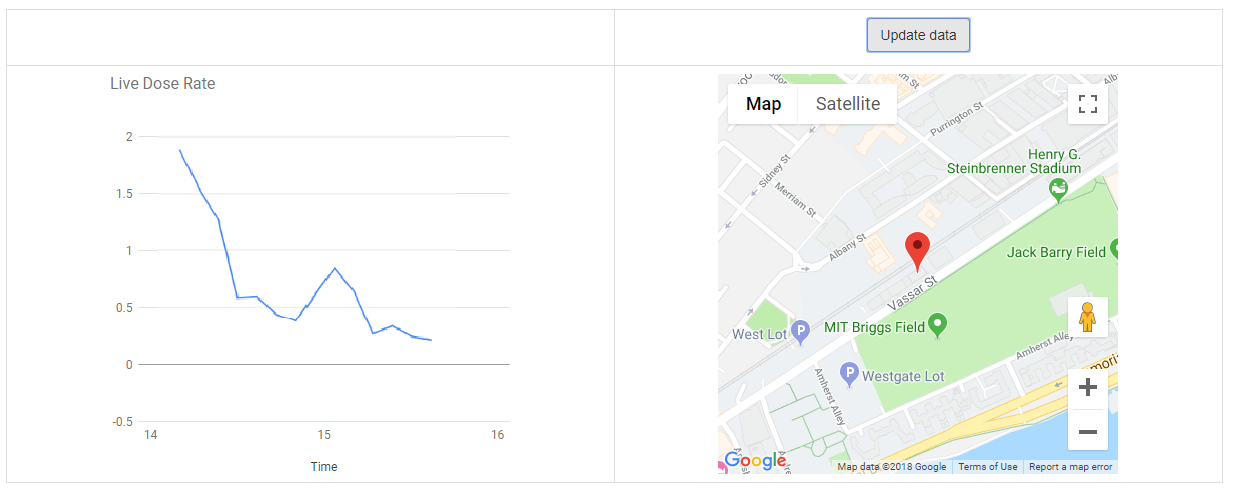 Update data
Live Dose Rate
2
1.5
1
0.5
0
-0.5
14
15
16
Time
Map
Satellite
Purrington St
Henry G.
Steinbrenner Stadium
Sidney St
Merriam St
Albany St
Jack Barry Field
Vassar St
MIT Briggs Field
West Lot
P
Amherst Alley
P
Westgate Lot
Amherst Alley
Google
Map data ©2018 Google
Terms of Use
Report a map error